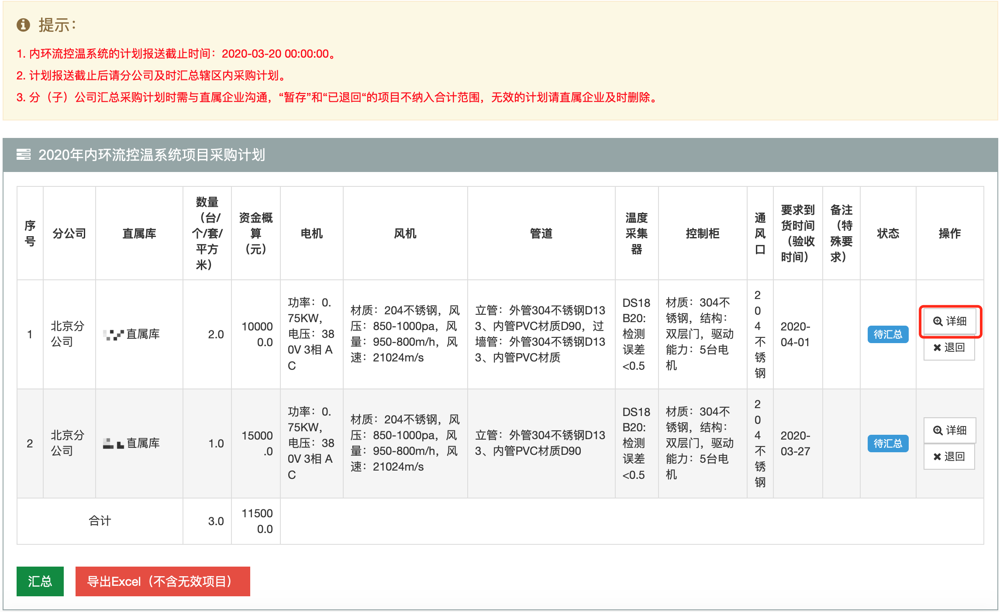 提示：
1. 内环流控温系统的计划报送截止时间：2020-03-20 00:00:00。
2. 计划报送截止后请分公司及时汇总辖区内采购计划。
3. 分（子）公司汇总采购计划时需与直属企业沟通，“暂存”和“已退回“的项目不纳入合计范围，无效的计划请直属企业及时删除。
2020年内环流控温系统项目采购计划
序
号
分公司
直属库
数量
（台/
个/套/
平方
米）
资金概
算
（元）
电机
风机
管道
温度
采集
器
控制柜
通
风
口
要求到
货时间
（验收
时间）
备注
（特
殊要
求）
状态
操作
1
北京分
公司
直属库
2.0
10000
0.0
功率：0.
75KW，
电压：38
0V 3相 A
C
材质：204不锈钢，风
压：850-1000pa，风
量：950-800m/h，风
速：21024m/s
立管：外管304不锈钢D13
3、内管PVC材质D90，过
墙管：外管304不锈钢D13
3、内管PVC材质
DS18
B20:
检测
误差
<0.5
材质：304不
锈钢，结构：
双层门，驱动
能力：5台电
机
2
0
4
不
锈
钢
2020-
04-01
待汇总
详细
退回
2
北京分
公司
直属库
1.0
15000
.0
功率：0.
75KW，
电压：38
0V 3相 A
C
材质：204不锈钢，风
压：850-1000pa，风
量：950-800m/h，风
速：21024m/s
立管：外管304不锈钢D13
3、内管PVC材质D90
DS18
B20:
检测
误差
<0.5
材质：304不
锈钢，结构：
双层门，驱动
能力：5台电
机
2
0
4
不
锈
钢
2020-
03-27
待汇总
详细
退回
合计
3.0
11500
0.0
汇总
导出Excel（不含无效项目）